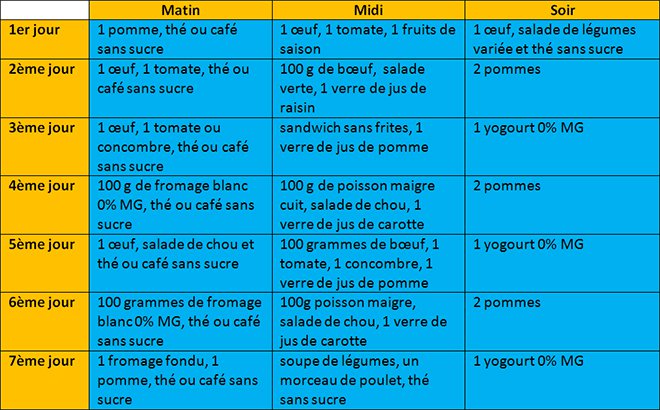 Matin
Midi
Soir
1er jour
1 pomme, thé ou café
sans sucre
1 œuf, 1 tomate, 1 fruits de
saison
1 œuf, salade de légumes
variée et thé sans sucre
2ème jour
1 œuf, 1 tomate, thé ou
café sans sucre
100 g de bœuf,  salade
verte, 1 verre de jus de
raisin
2 pommes
3ème jour
1 œuf, 1 tomate ou
concombre, thé ou café
sans sucre
sandwich sans frites, 1
verre de jus de pomme
1 yogourt 0% MG
4ème jour
100 g de fromage blanc
0% MG, thé ou café sans
sucre
100 g de poisson maigre
cuit, salade de chou, 1
verre de jus de carotte
2 pommes
5ème jour
1 œuf, salade de chou et
thé ou café sans sucre
100 grammes de bœuf, 1
tomate, 1 concombre, 1
verre de jus de pomme
1 yogourt 0% MG
6ème jour
100 grammes de fromage
blanc 0% MG, thé ou café
sans sucre
100g poisson maigre,
salade de chou, 1 verre de
jus de carotte
2 pommes
7ème jour
1 fromage fondu, 1
pomme, thé ou café sans
sucre
soupe de légumes, un
morceau de poulet, thé
sans sucre
1 yogourt 0% MG